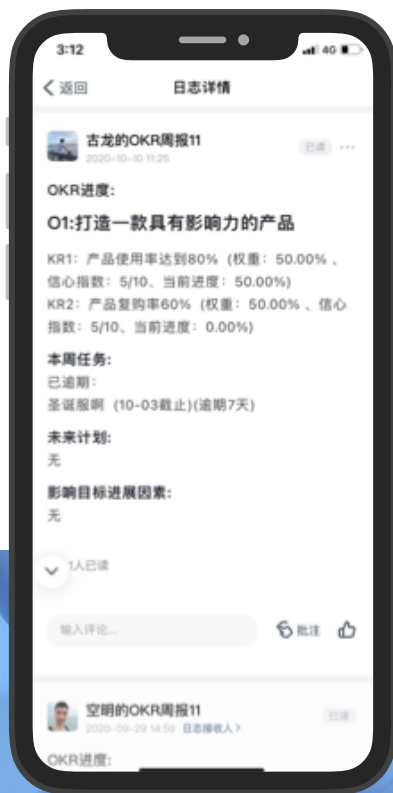 3:12
4G
返回
日志详情
古龙的OKR周报11
已读
2020-10-10 11:25
OKR进度:
O1:打造一款具有影响力的产品
KR1: 产品使用率达到80% (权重: 50.00% 、
信心指数: 5/10、当前进度: 50.00%)
KR2: 产品复购率60% (权重: 50.00% 、信心
指数: 5/10、当前进度: 0.00%)
本周任务:
已逾期:
圣诞服啊 (10-03截止)(逾期7天)
未来计划:
无
影响目标进展因素:
无
1人已读
输入评论...
批注
空明的OKR周报11
已读
2020-09-29 14:59 日志接收人>
OKR进度: